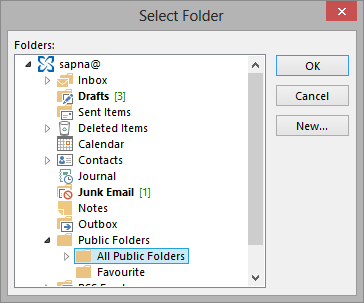 Select Folder
Folders:
sapna@
Inbox
Drafts [3]
Sent Items
Deleted Items
Calendar
Contacts
Journal
Junk Email [1]
Notes
Outbox
Public Folders
All Public Folders
Favourite
OK
Cancel
New...